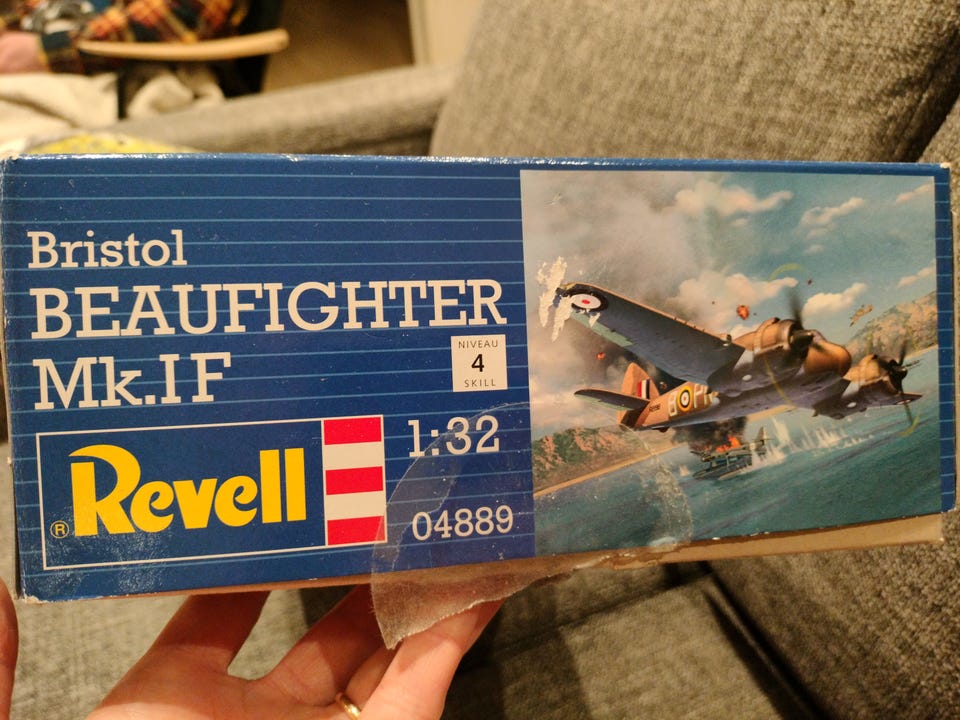 Bristol
BEAUFIGHTER
Mk.IF
NIVEAU
4
SKILL
1:32
® Revell
04889